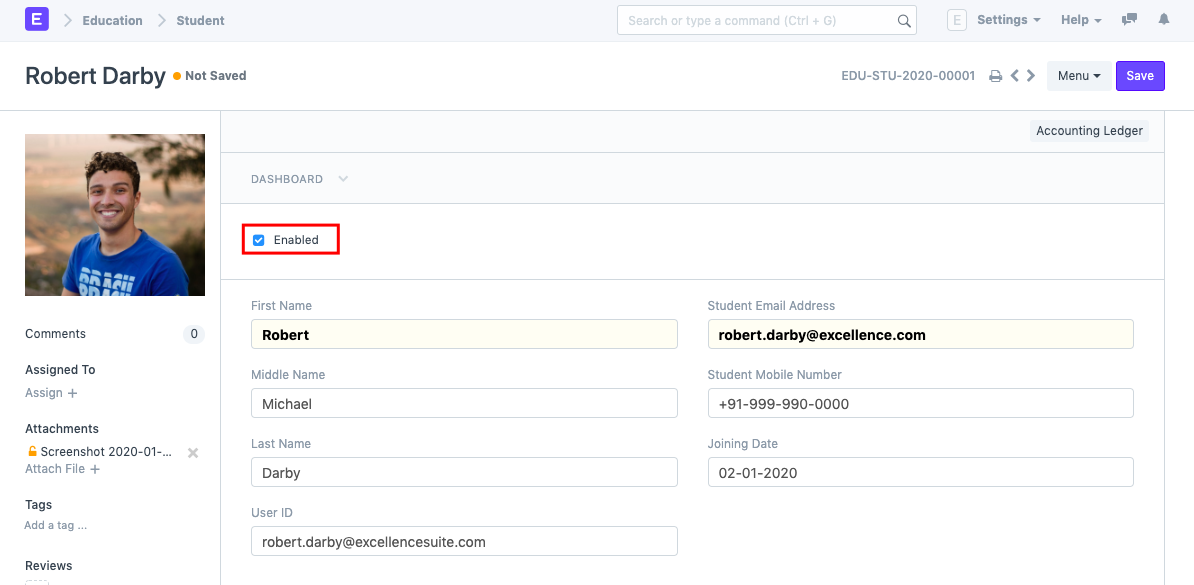 E Education Student Search or type a command (Ctrl + G) E Settings Help
Robert Darby Not Saved EDU-STU-2020-00001 Menu Save
Accounting Ledger
DASHBOARD
Enabled
First Name
Robert
Student Email Address
robert.darby@excellence.com
Middle Name
Michael
Student Mobile Number
+91-999-990-0000
Last Name
Darby
Joining Date
02-01-2020
User ID
robert.darby@excellencesuite.com
Comments 0
Assigned To
Assign +
Attachments
Screenshot 2020-01-...
Attach File +
Tags
Add a tag ...
Reviews